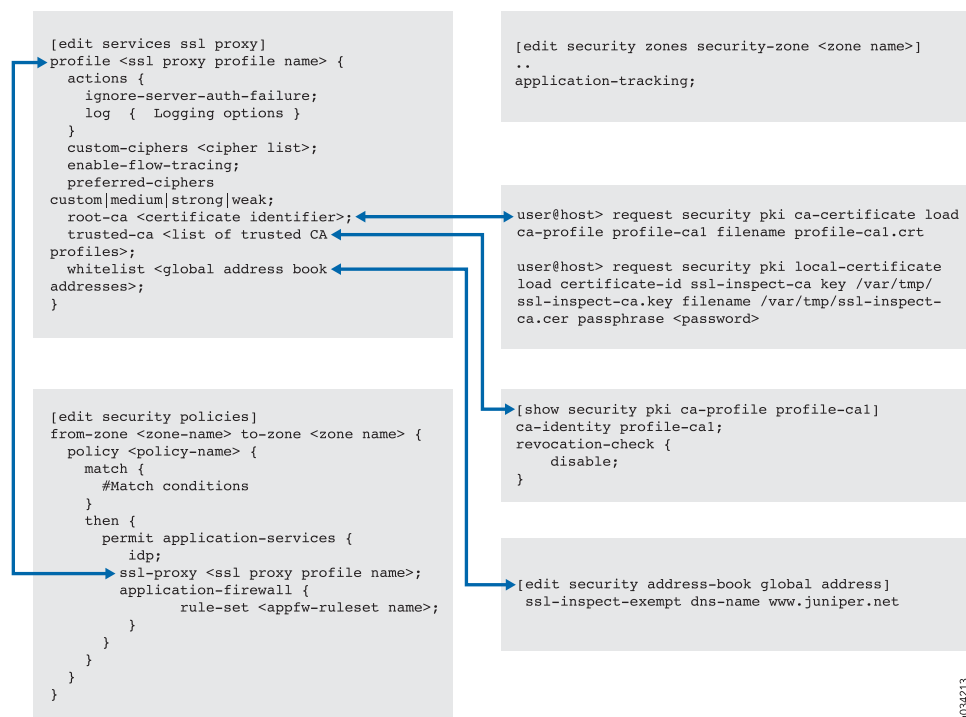 [edit services ssl proxy]
profile <ssl proxy profile name> {
actions {
ignore-server-auth-failure;
log { Logging options }
}
custom-ciphers <cipher list>;
enable-flow-tracing;
preferred-ciphers
custom|medium|strong|weak;
root-ca <certificate identifier>;
trusted-ca <list of trusted CA
profiles>;
whitelist <global address book
addresses>;
}
[edit security policies]
from-zone <zone-name> to-zone <zone name> {
policy <policy-name> {
match {
#Match conditions
}
then {
permit application-services {
idp;
ssl-proxy <ssl proxy profile name>;
application-firewall {
rule-set <appfw-ruleset name>;
}
}
}
}
}
[edit security zones security-zone <zone name>]
..
application-tracking;
user@host> request security pki ca-certificate load
ca-profile profile-ca1 filename profile-ca1.crt
user@host> request security pki local-certificate
load certificate-id ssl-inspect-ca key /var/tmp/
ssl-inspect-ca.key filename /var/tmp/ssl-inspect-
ca.cer passphrase <password>
[show security pki ca-profile profile-ca1]
ca-identity profile-ca1;
revocation-check {
disable;
}
[edit security address-book global address]
ssl-inspect-exempt dns-name www.juniper.net